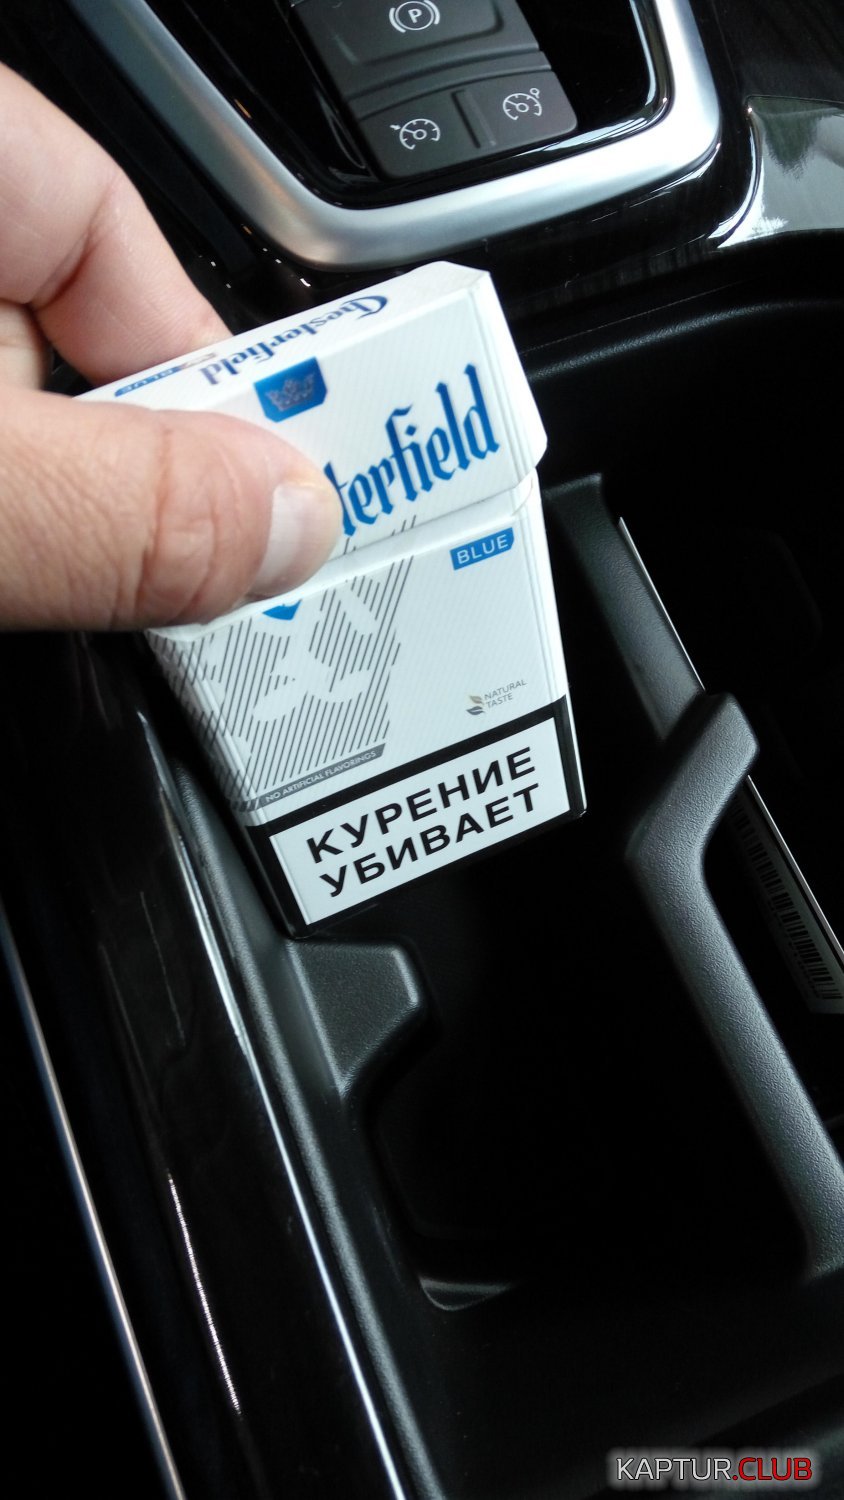 P
Chesterfield
BLUE
terfield
BLUE
NATURAL
TASTE
NO ARTIFICIAL FLAVORINGS
КУРЕНИЕ
УБИВАЕТ
KAPTUR.CLUB